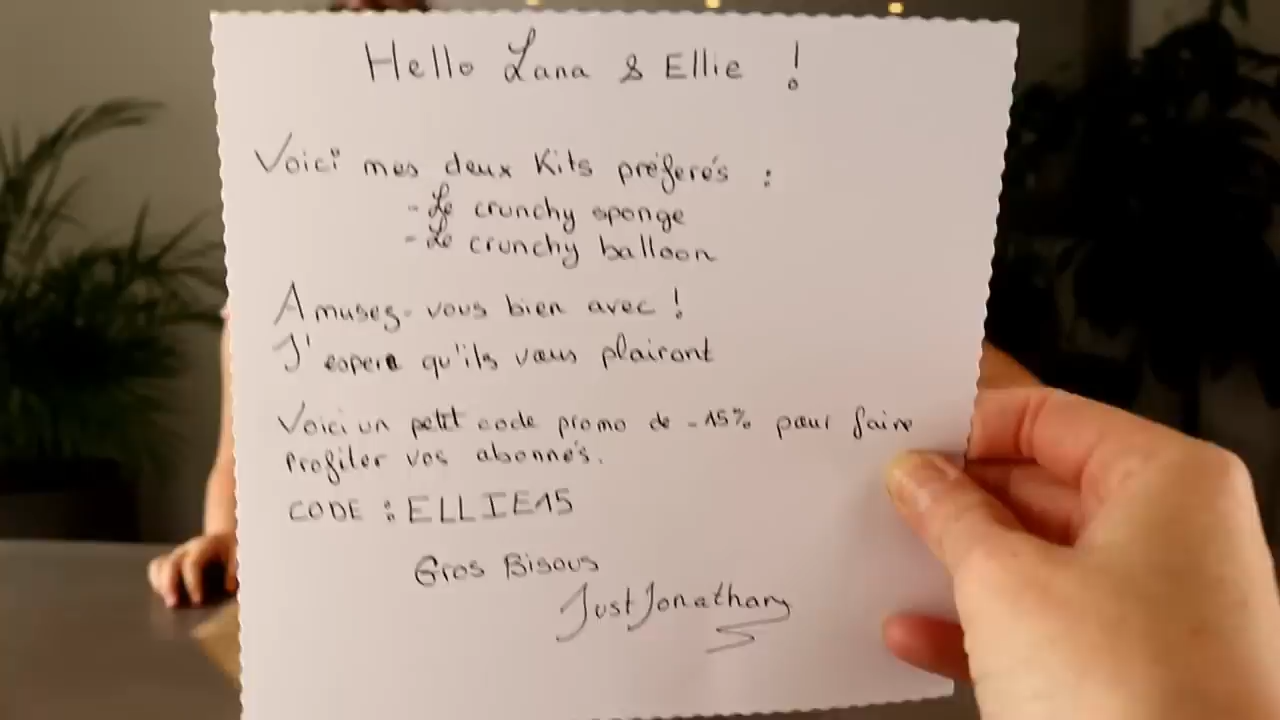 Hello Lana & Ellie !
Voici mes deux Kits préferés :
- Le crunchy sponge
- Le crunchy balloon
Amusez-vous bien avec !
J'espere qu'ils vous plairont
Voici un petit code promo de -15% pour faire
profiter vos abonnés.
CODE : ELLIE15
Gros Bisous
JustJonathan